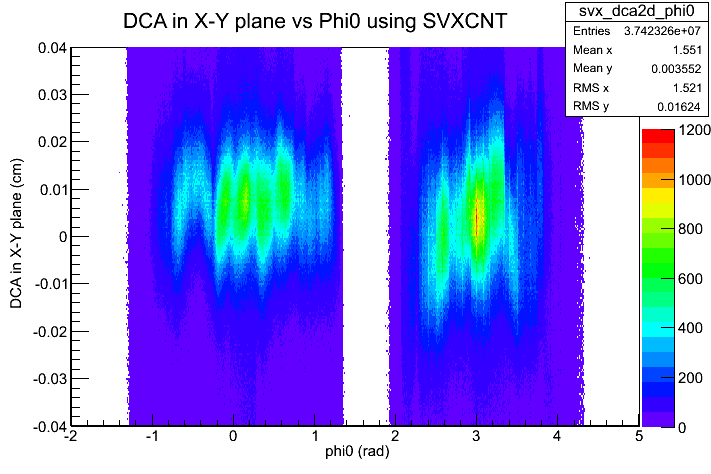 DCA in X-Y plane vs Phi0 using SVXCNT
svx_dca2d_phi0
Entries 3.742326e+07
Mean x 1.551
Mean y 0.003552
RMS x 1.521
RMS y 0.01624
DCA in X-Y plane (cm)
0.04
0.03
0.02
0.01
0
-0.01
-0.02
-0.03
-0.04
-2 -1 0 1 2 3 4 5
phi0 (rad)
1200
1000
800
600
400
200
0